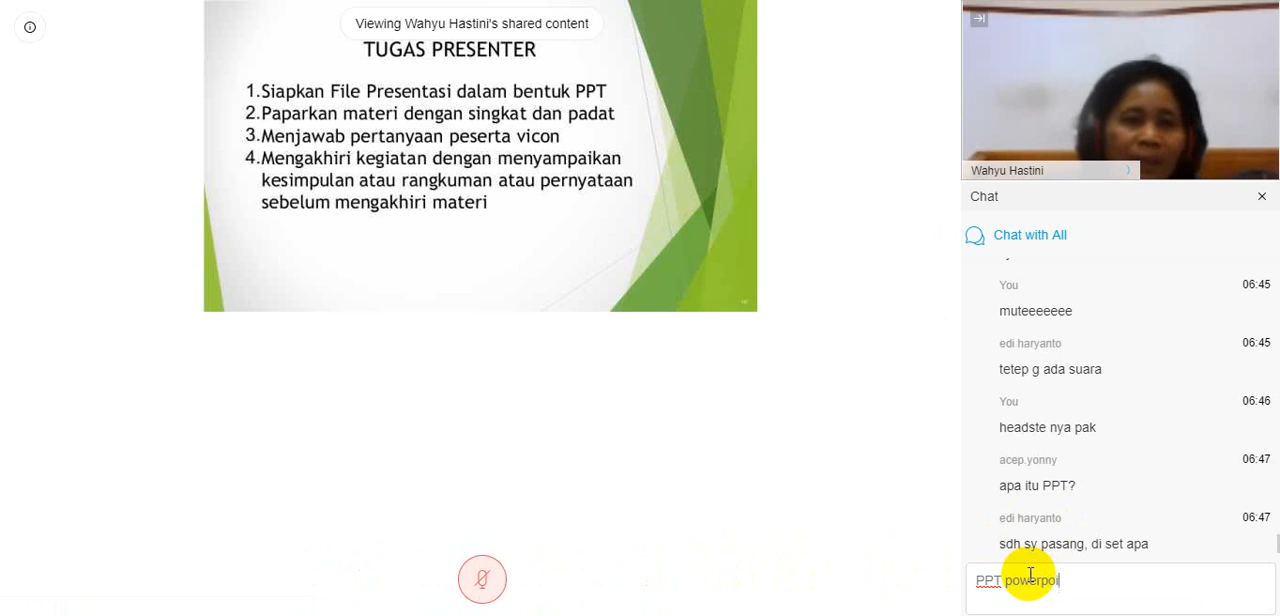 Viewing Wahyu Hastini's shared content
TUGAS PRESENTER
1.Siapkan File Presentasi dalam bentuk PPT
2.Paparkan materi dengan singkat dan padat
3.Menjawab pertanyaan peserta vicon
4.Mengakhiri kegiatan dengan menyampaikan
kesimpulan atau rangkuman atau pernyataan
sebelum mengakhiri materi
Wahyu Hastini
Chat
Chat with All
You 06:45
muteeeeeee
edi haryanto 06:45
tetep g ada suara
You 06:46
headste nya pak
acep.yonny 06:47
apa itu PPT?
edi haryanto 06:47
sdh sy pasang, di set apa
PPT powerpoi